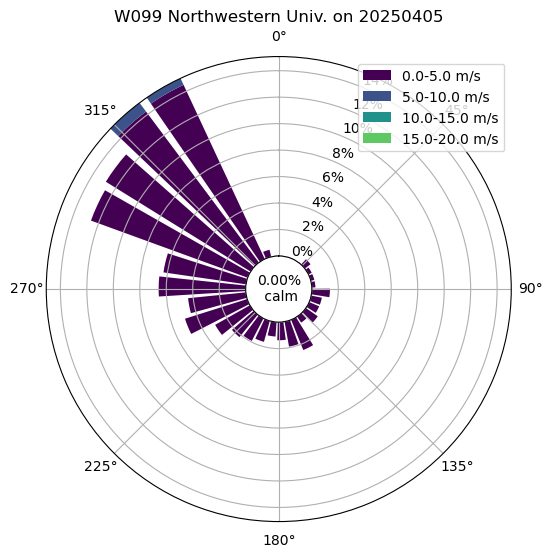 W099 Northwestern Univ. on 20250405
0°
315°
45°
14%
12%
10%
8%
6%
4%
2%
0%
0.0-5.0 m/s
5.0-10.0 m/s
10.0-15.0 m/s
15.0-20.0 m/s
270°
0.00%
calm
90°
225°
135°
180°